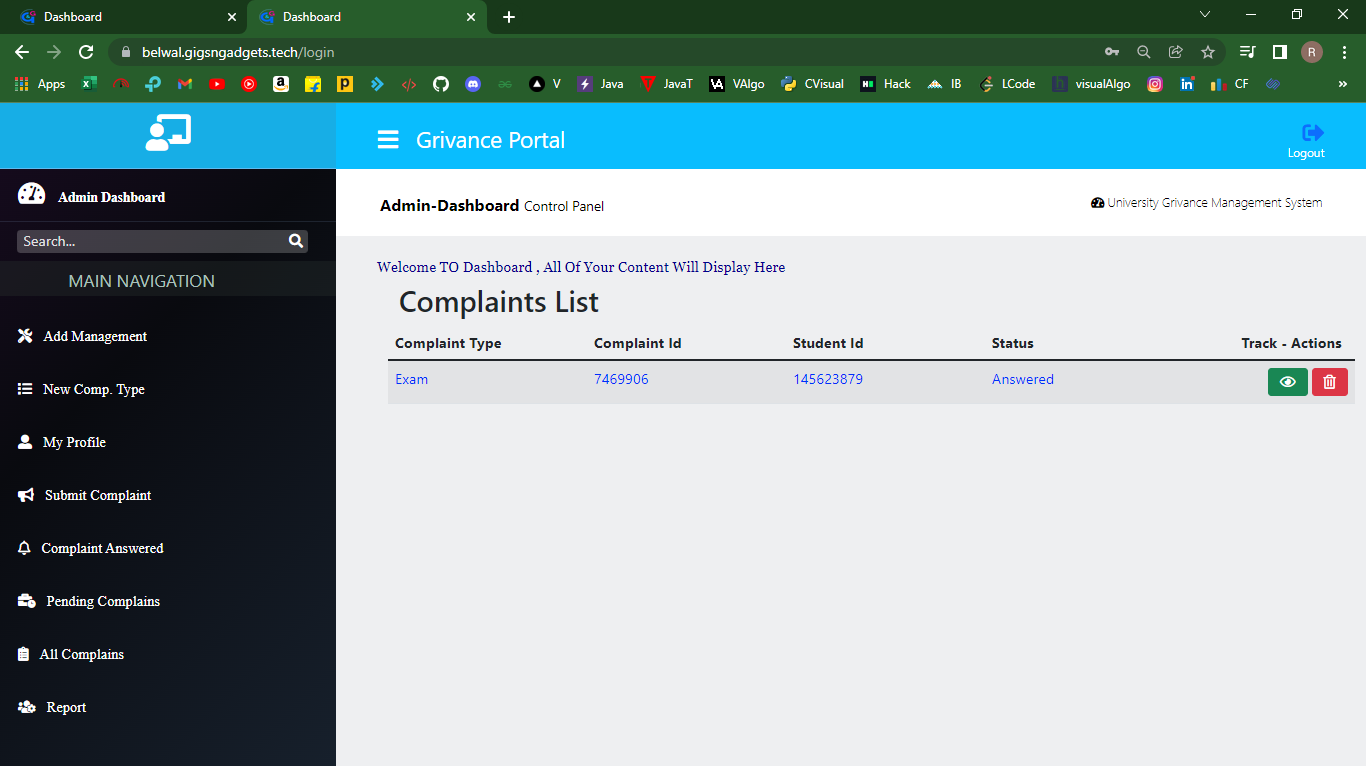 Dashboard
Dashboard
belwal.gigsngadgets.tech/login
R
Apps
V
Java
JavaT
VAlgo
CVisual
Hack
IB
LCode
visualAlgo
CF
Grivance Portal
Logout
Admin Dashboard
Admin-Dashboard Control Panel
University Grivance Management System
Search...
MAIN NAVIGATION
Add Management
New Comp. Type
My Profile
Submit Complaint
Complaint Answered
Pending Complains
All Complains
Report
Welcome TO Dashboard , All Of Your Content Will Display Here
Complaints List
Complaint Type Complaint Id Student Id Status Track - Actions
Exam 7469906 145623879 Answered